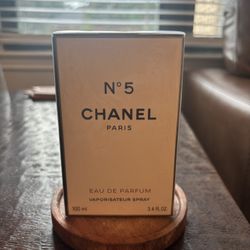 N°5
CHANEL
PARIS
EAU DE PARFUM
VAPORISATEUR SPRAY
100 ml 3.4 FL. OZ